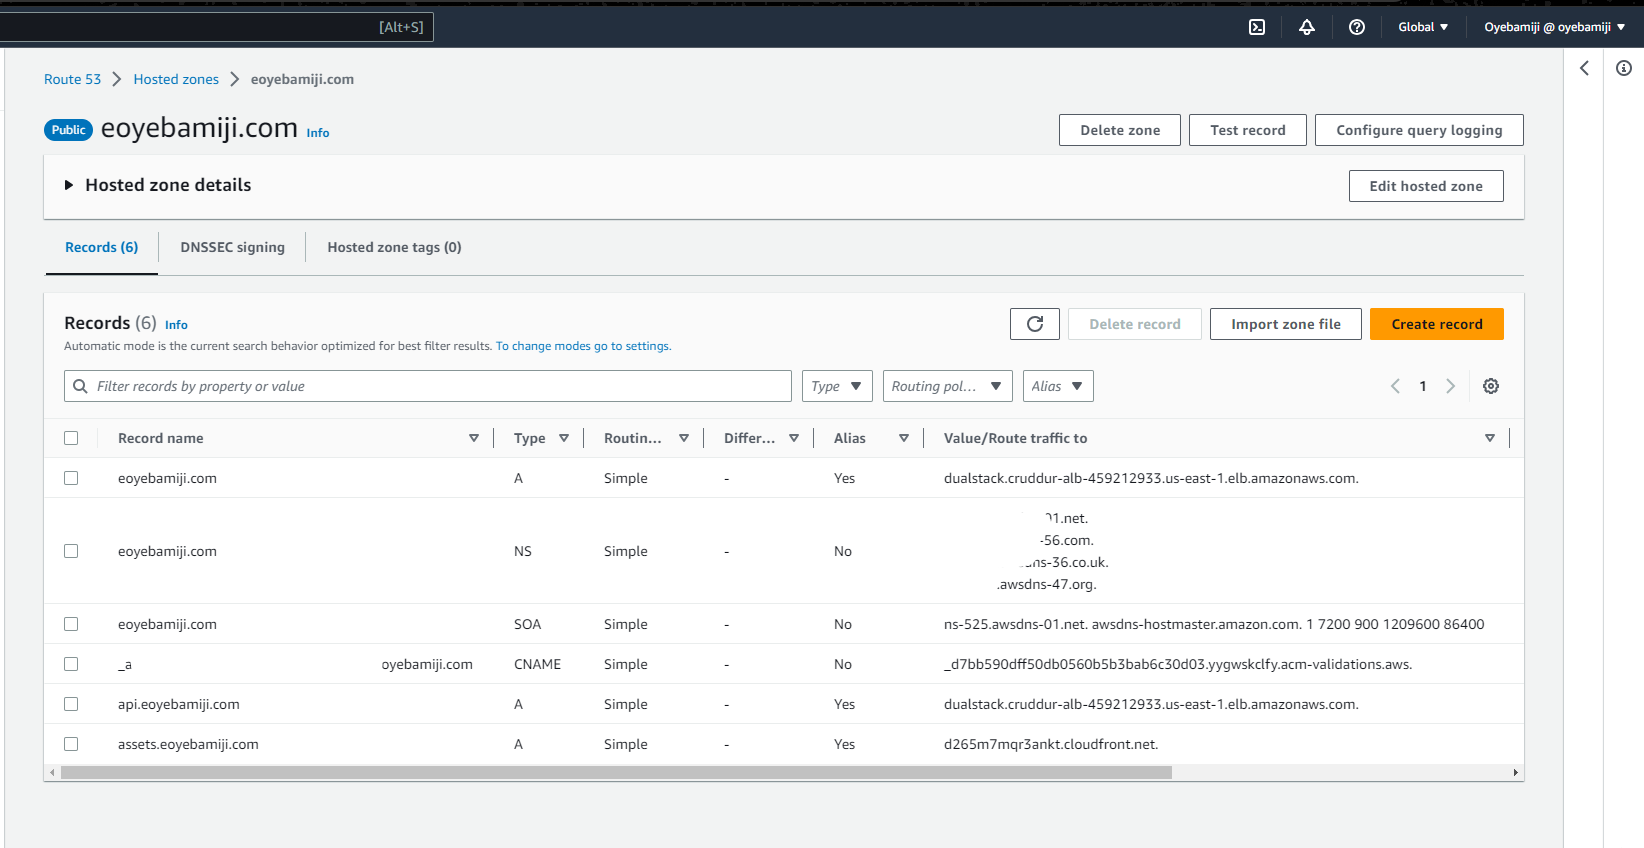 [Alt+S]
Global ▼ Oyebamiji @ oyebamiji ▼
Route 53 > Hosted zones > eoyebamiji.com
Public eoyebamiji.com Info
Delete zone Test record Configure query logging
Hosted zone details
Edit hosted zone
Records (6) DNSSEC signing Hosted zone tags (0)
Records (6) Info
Delete record Import zone file Create record
Automatic mode is the current search behavior optimized for best filter results. To change modes go to settings.
Filter records by property or value Type Routing pol... Alias 1
Record name Type Routin... Differ... Alias Value/Route traffic to
eoyebamiji.com A Simple - Yes dualstack.cruddur-alb-459212933.us-east-1.elb.amazonaws.com.
01.net.
-56.com.
eoyebamiji.com NS Simple - No
dns-36.co.uk.
.awsdns-47.org.
eoyebamiji.com SOA Simple - No ns-525.awsdns-01.net. awsdns-hostmaster.amazon.com. 1 7200 900 1209600 86400
_a oyebamiji.com CNAME Simple - No _d7bb590dff50db0560b5b3bab6c30d03.yygwskclfy.acm-validations.aws.
api.eoyebamiji.com A Simple - Yes dualstack.cruddur-alb-459212933.us-east-1.elb.amazonaws.com.
assets.eoyebamiji.com A Simple - Yes d265m7mqr3ankt.cloudfront.net.